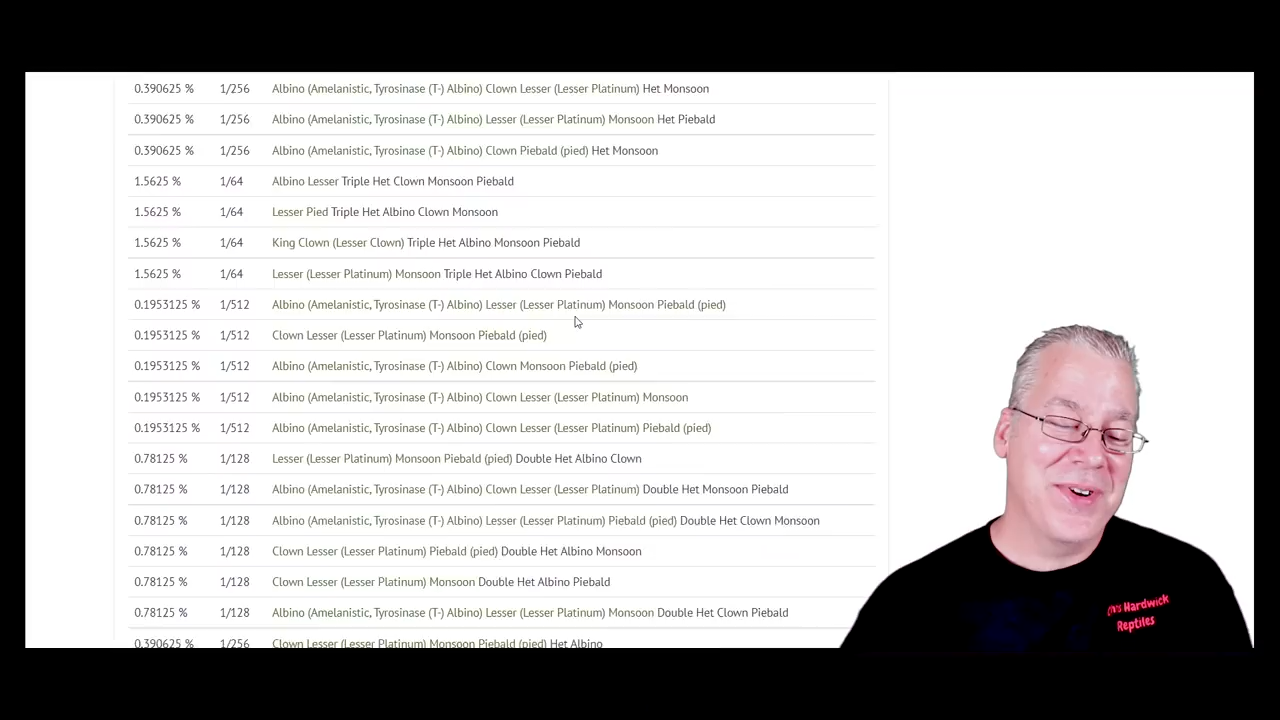 0.390625 % 1/256 Albino (Amelanistic, Tyrosinase (T-) Albino) Clown Lesser (Lesser Platinum) Het Monsoon
0.390625 % 1/256 Albino (Amelanistic, Tyrosinase (T-) Albino) Lesser (Lesser Platinum) Monsoon Het Piebald
0.390625 % 1/256 Albino (Amelanistic, Tyrosinase (T-) Albino) Clown Piebald (pied) Het Monsoon
1.5625 % 1/64 Albino Lesser Triple Het Clown Monsoon Piebald
1.5625 % 1/64 Lesser Pied Triple Het Albino Clown Monsoon
1.5625 % 1/64 King Clown (Lesser Clown) Triple Het Albino Monsoon Piebald
1.5625 % 1/64 Lesser (Lesser Platinum) Monsoon Triple Het Albino Clown Piebald
0.1953125 % 1/512 Albino (Amelanistic, Tyrosinase (T-) Albino) Lesser (Lesser Platinum) Monsoon Piebald (pied)
0.1953125 % 1/512 Clown Lesser (Lesser Platinum) Monsoon Piebald (pied)
0.1953125 % 1/512 Albino (Amelanistic, Tyrosinase (T-) Albino) Clown Monsoon Piebald (pied)
0.1953125 % 1/512 Albino (Amelanistic, Tyrosinase (T-) Albino) Clown Lesser (Lesser Platinum) Monsoon
0.1953125 % 1/512 Albino (Amelanistic, Tyrosinase (T-) Albino) Clown Lesser (Lesser Platinum) Piebald (pied)
0.78125 % 1/128 Lesser (Lesser Platinum) Monsoon Piebald (pied) Double Het Albino Clown
0.78125 % 1/128 Albino (Amelanistic, Tyrosinase (T-) Albino) Clown Lesser (Lesser Platinum) Double Het Monsoon Piebald
0.78125 % 1/128 Albino (Amelanistic, Tyrosinase (T-) Albino) Lesser (Lesser Platinum) Piebald (pied) Double Het Clown Monsoon
0.78125 % 1/128 Clown Lesser (Lesser Platinum) Piebald (pied) Double Het Albino Monsoon
0.78125 % 1/128 Clown Lesser (Lesser Platinum) Monsoon Double Het Albino Piebald
0.78125 % 1/128 Albino (Amelanistic, Tyrosinase (T-) Albino) Lesser (Lesser Platinum) Monsoon Double Het Clown Piebald
0.390625 % 1/256 Clown Lesser (Lesser Platinum) Monsoon Piebald (pied) Het Albino
Hardwick
Reptiles